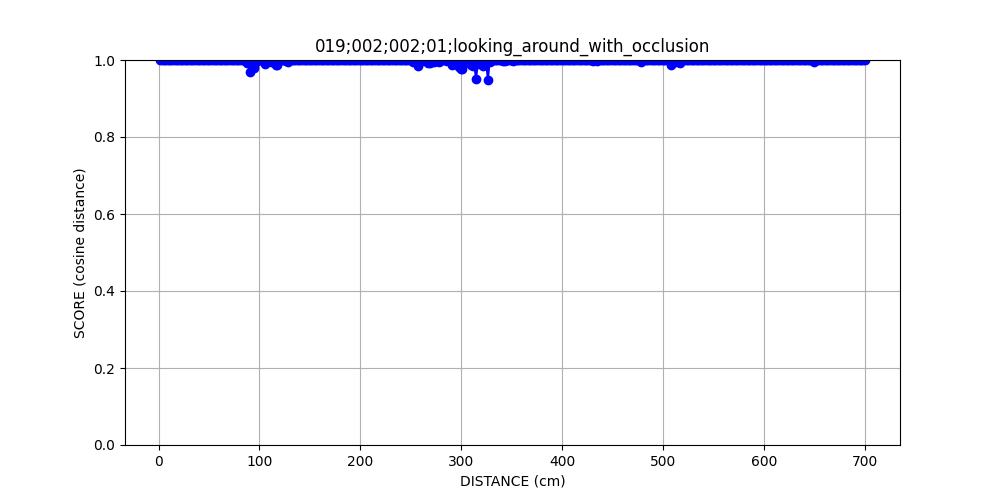 019;002;002;01;looking_around_with_occlusion
1.0
0.8
0.6
0.4
0.2
0.0
SCORE (cosine distance)
0 100 200 300 400 500 600 700
DISTANCE (cm)